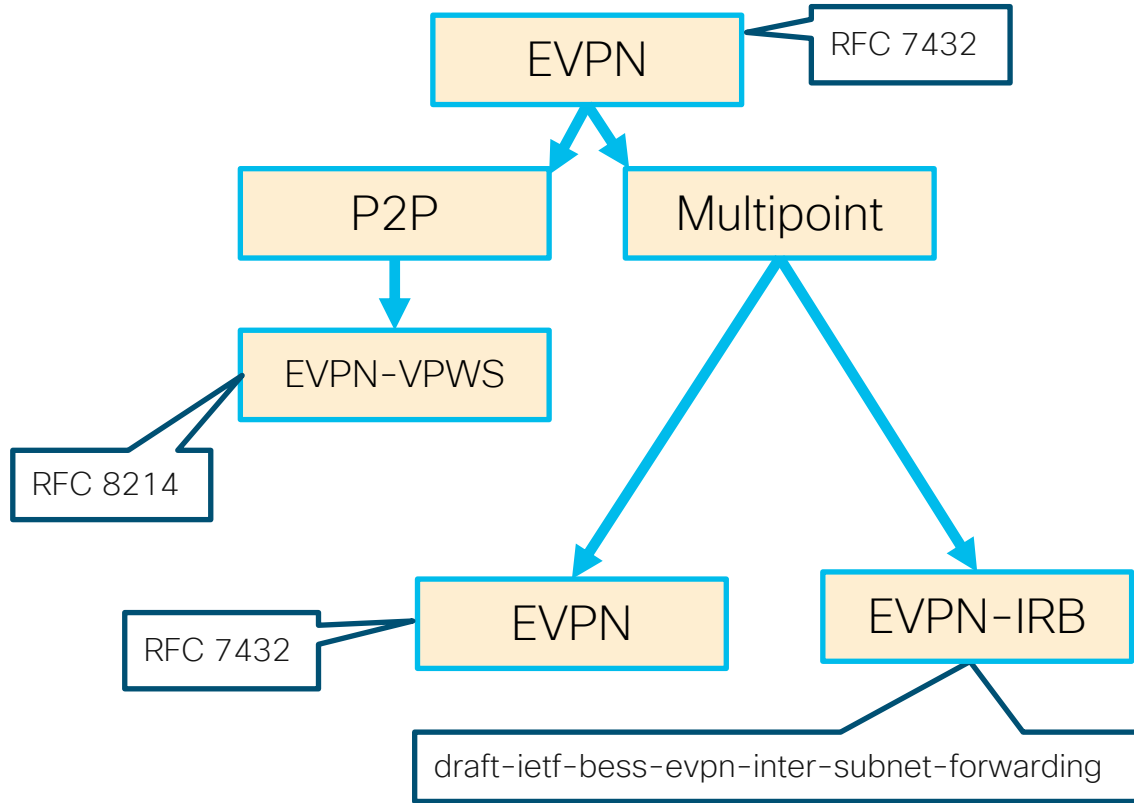 EVPN
RFC 7432
P2P
Multipoint
EVPN-VPWS
RFC 8214
EVPN
EVPN-IRB
RFC 7432
draft-ietf-bess-evpn-inter-subnet-forwarding